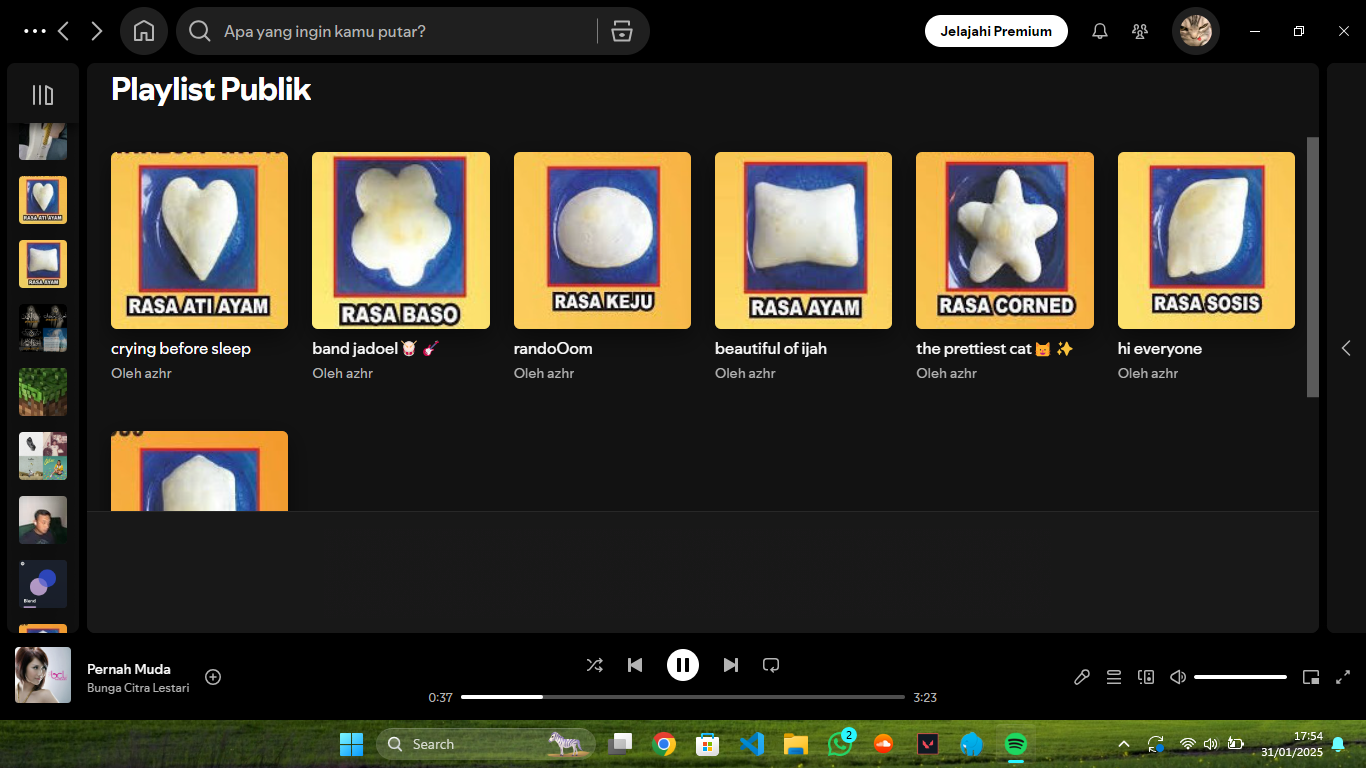 Apa yang ingin kamu putar?
Jelajahi Premium
Playlist Publik
RASA ATI AYAM
RASA BASO
RASA KEJU
RASA AYAM
RASA CORNED
RASA SOSIS
crying before sleep
band jadoel
randoOom
beautiful of ijah
the prettiest cat
hi everyone
Oleh azhr
Oleh azhr
Oleh azhr
Oleh azhr
Oleh azhr
Oleh azhr
RASA ATI AYAM
RASA AYAM
Blend
Pernah Muda
Bunga Citra Lestari
bcl
0:37
3:23
Search
2
17:54
31/01/2025